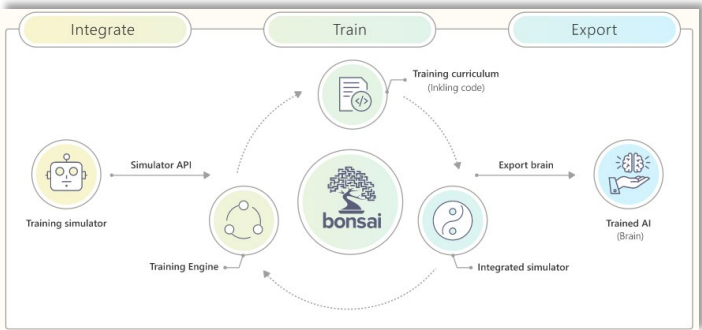 Integrate
Train
Export
Training curriculum
(Inkling code)
Simulator API
Export brain
bonsai
Training simulator
Trained AI
(Brain)
Training Engine
Integrated simulator